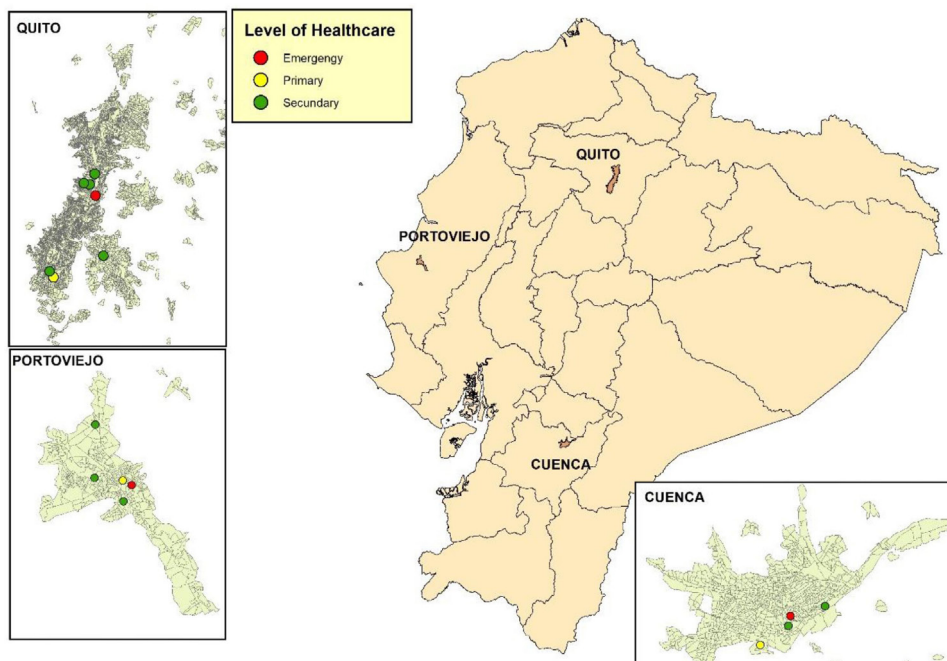 QUITO
Level of Healthcare
Emergengy
Primary
Secundary
QUITO
PORTOVIEJO
PORTOVIEJO
CUENCA
CUENCA